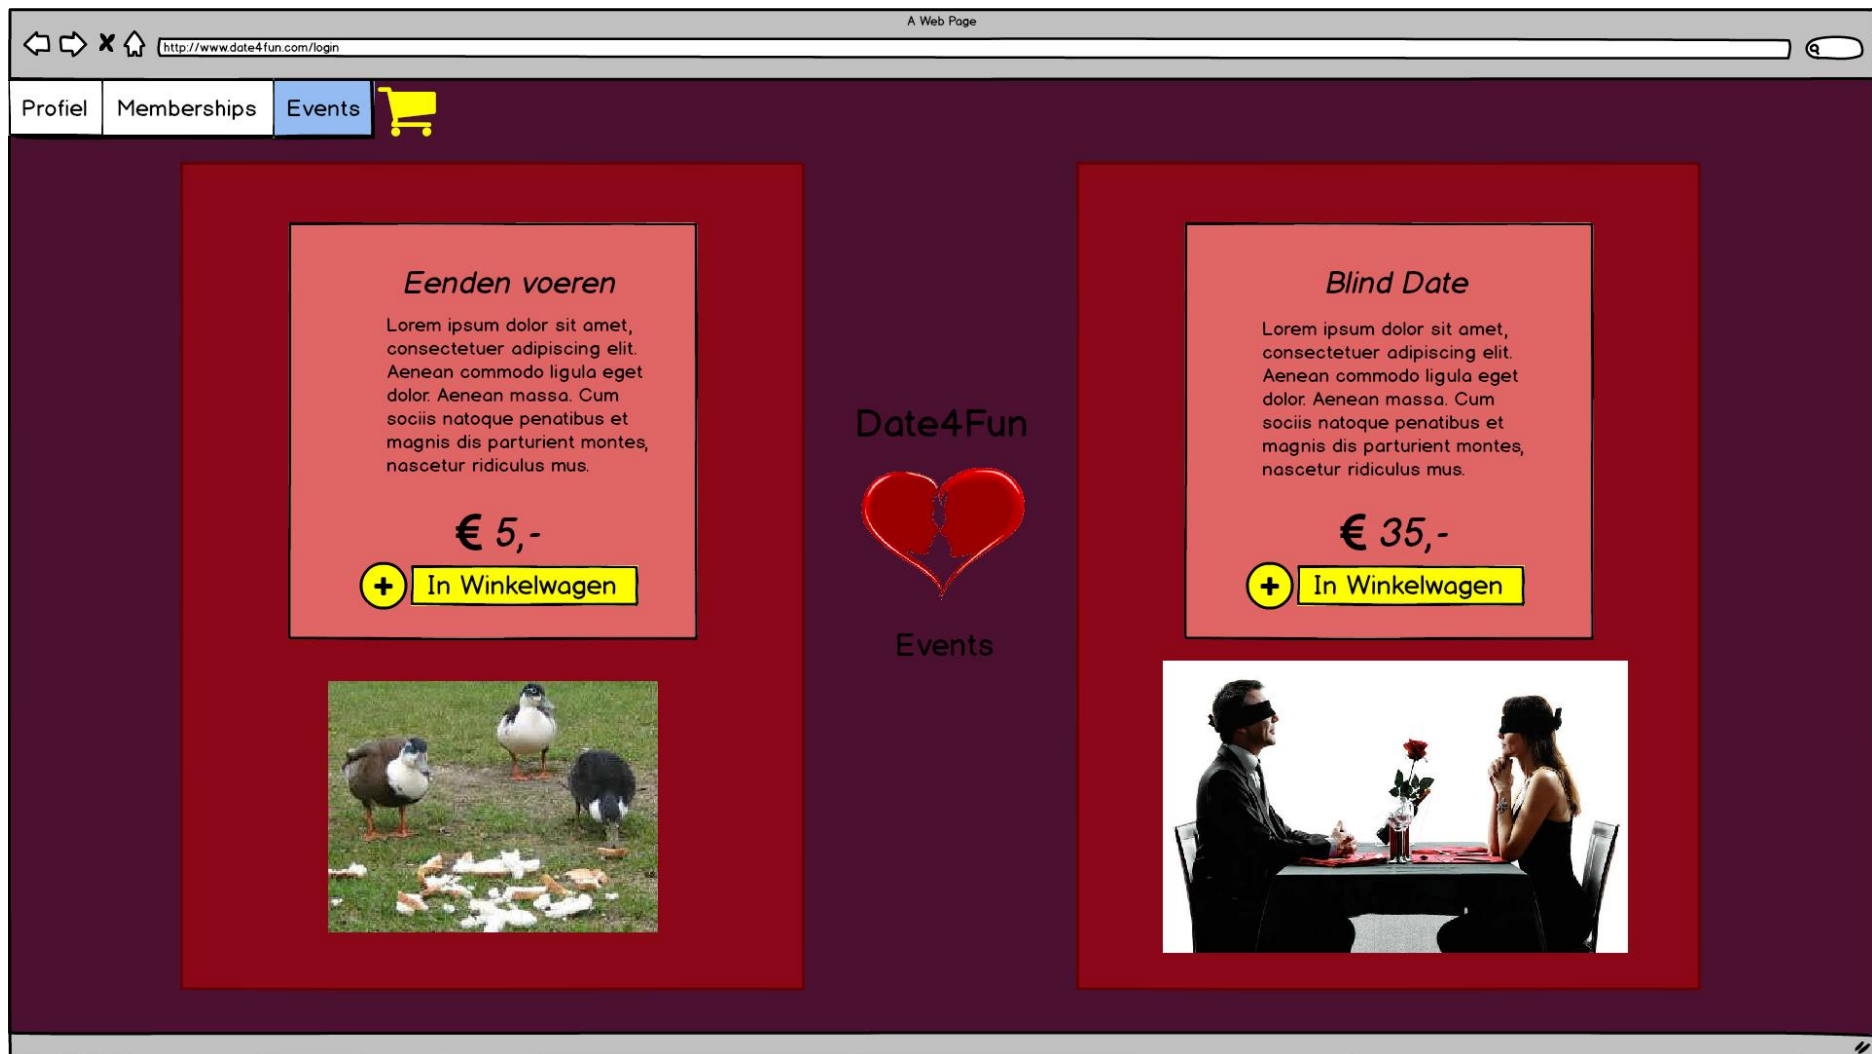 A Web Page
http://www.date4fun.com/login
Profiel
Memberships
Events
Eenden voeren
Lorem ipsum dolor sit amet,
consectetuer adipiscing elit.
Aenean commodo ligula eget
dolor. Aenean massa. Cum
sociis natoque penatibus et
magnis dis parturient montes,
nascetur ridiculus mus.
€ 5,-
+ In Winkelwagen
Date4Fun
Events
Blind Date
Lorem ipsum dolor sit amet,
consectetuer adipiscing elit.
Aenean commodo ligula eget
dolor. Aenean massa. Cum
sociis natoque penatibus et
magnis dis parturient montes,
nascetur ridiculus mus.
€ 35,-
+ In Winkelwagen